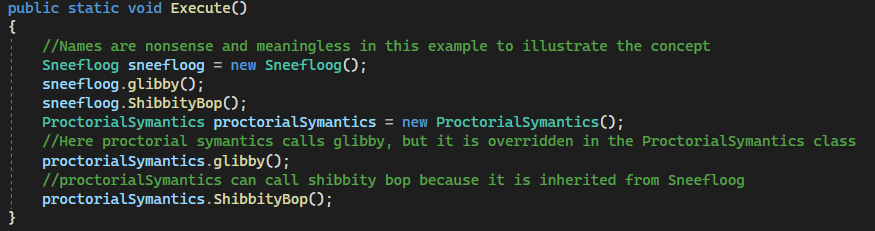 public static void Execute()
{
//Names are nonsense and meaningless in this example to illustrate the concept
Sneefloog sneefloog = new Sneefloog();
sneefloog.glibby();
sneefloog.ShibbityBop();
ProctorialSymantics proctorialSymantics = new ProctorialSymantics();
//Here proctorial symantics calls glibby, but it is overridden in the ProctorialSymantics class
proctorialSymantics.glibby();
//proctorialSymantics can call shibbity bop because it is inherited from Sneefloog
proctorialSymantics.ShibbityBop();
}